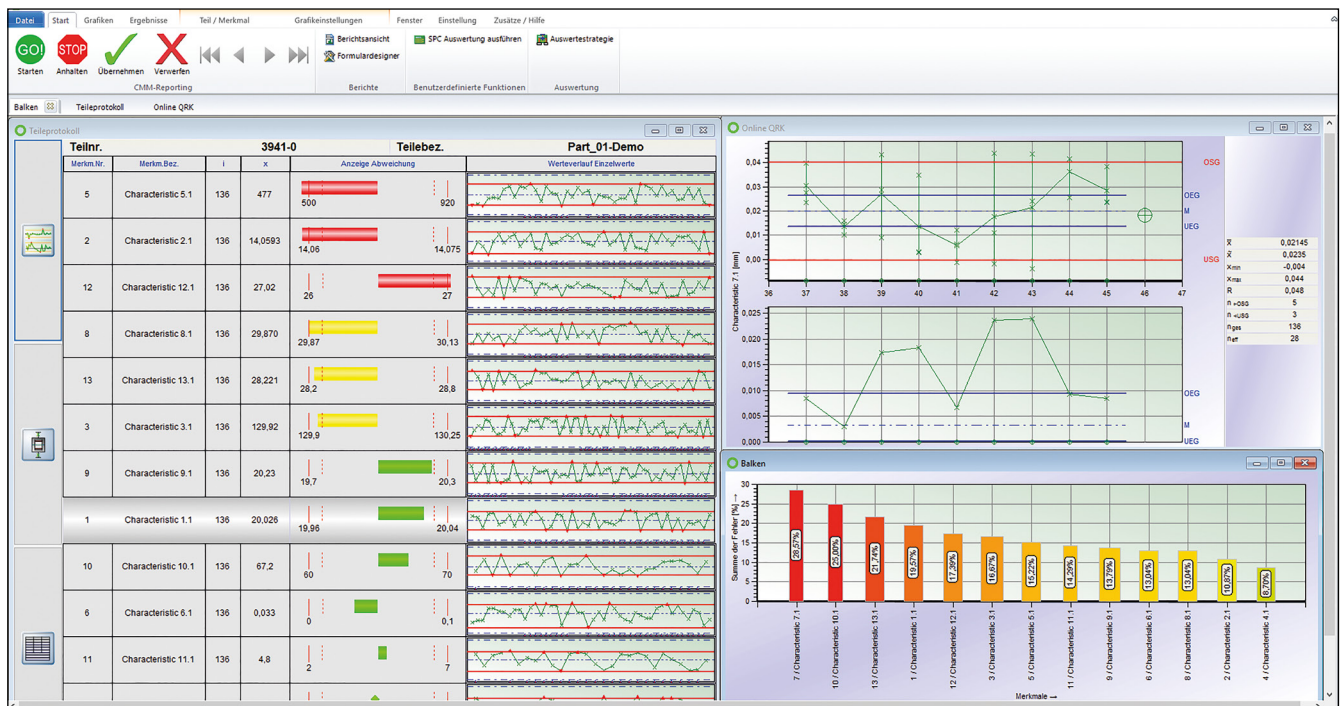 Datei Start Grafiken Ergebnisse Teil / Merkmal Grafikeinstellungen Fenster Einstellung Zusätze / Hilfe
GO! STOP
Starten Anhalten Übernehmen Verwerfen
Berichtsansicht
Formulardesigner
SPC Auswertung ausführen
Auswertestrategie
CMM-Reporting Berichte Benutzerdefinierte Funktionen Auswertung
Balken Teileprotokoll Online QRK
Teileprotokoll
Teilnr. 3941-0 Teilebez. Part_01-Demo
Merkm.Nr. Merkm.Bez. i x Anzeige Abweichung Werteverlauf Einzelwerte
5 Characteristic 5.1 136 477 500 920
2 Characteristic 2.1 136 14,0593 14,06 14,075
12 Characteristic 12.1 136 27,02 26 27
8 Characteristic 8.1 136 29,870 29,87 30,13
13 Characteristic 13.1 136 28,221 28,2 28,8
3 Characteristic 3.1 136 129,92 129,9 130,25
9 Characteristic 9.1 136 20,23 19,7 20,3
1 Characteristic 1.1 136 20,026 19,96 20,04
10 Characteristic 10.1 136 67,2 60 70
6 Characteristic 6.1 136 0,033 0 0,1
11 Characteristic 11.1 136 4,8 2 7
Online QRK
Characteristic 7.1 [mm]
0,04
0,03
0,02
0,01
0,00
OSG
OEG
M
UEG
USG
36 37 38 39 40 41 42 43 44 45 46 47
0,025
0,020
0,015
0,010
0,005
0,000
OEG
M
UEG
x̅ 0,02145
x̃ 0,0235
xmin -0,004
xmax 0,044
R 0,048
n >OSG 5
n <USG 3
nges 136
neff 28
Balken
Summe der Fehler [%] →
30
25
20
15
10
5
0
28,57% 25,00% 21,74% 19,57% 17,39% 16,67% 15,22% 14,29% 13,79% 13,04% 13,04% 10,87% 8,70%
7 / Characteristic 7.1
10 / Characteristic 10.1
13 / Characteristic 13.1
1 / Characteristic 1.1
12 / Characteristic 12.1
3 / Characteristic 3.1
5 / Characteristic 5.1
11 / Characteristic 11.1
9 / Characteristic 9.1
6 / Characteristic 6.1
8 / Characteristic 8.1
2 / Characteristic 2.1
4 / Characteristic 4.1
Merkmale →